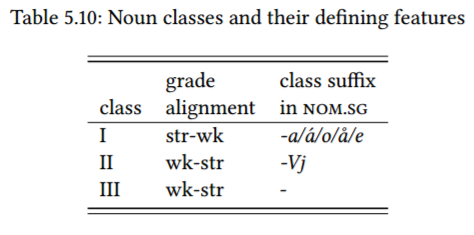 Table 5.10: Noun classes and their defining features
grade class suffix
class alignment in NOM.SG
I str-wk -a/á/o/å/e
II wk-str -Vj
III wk-str -